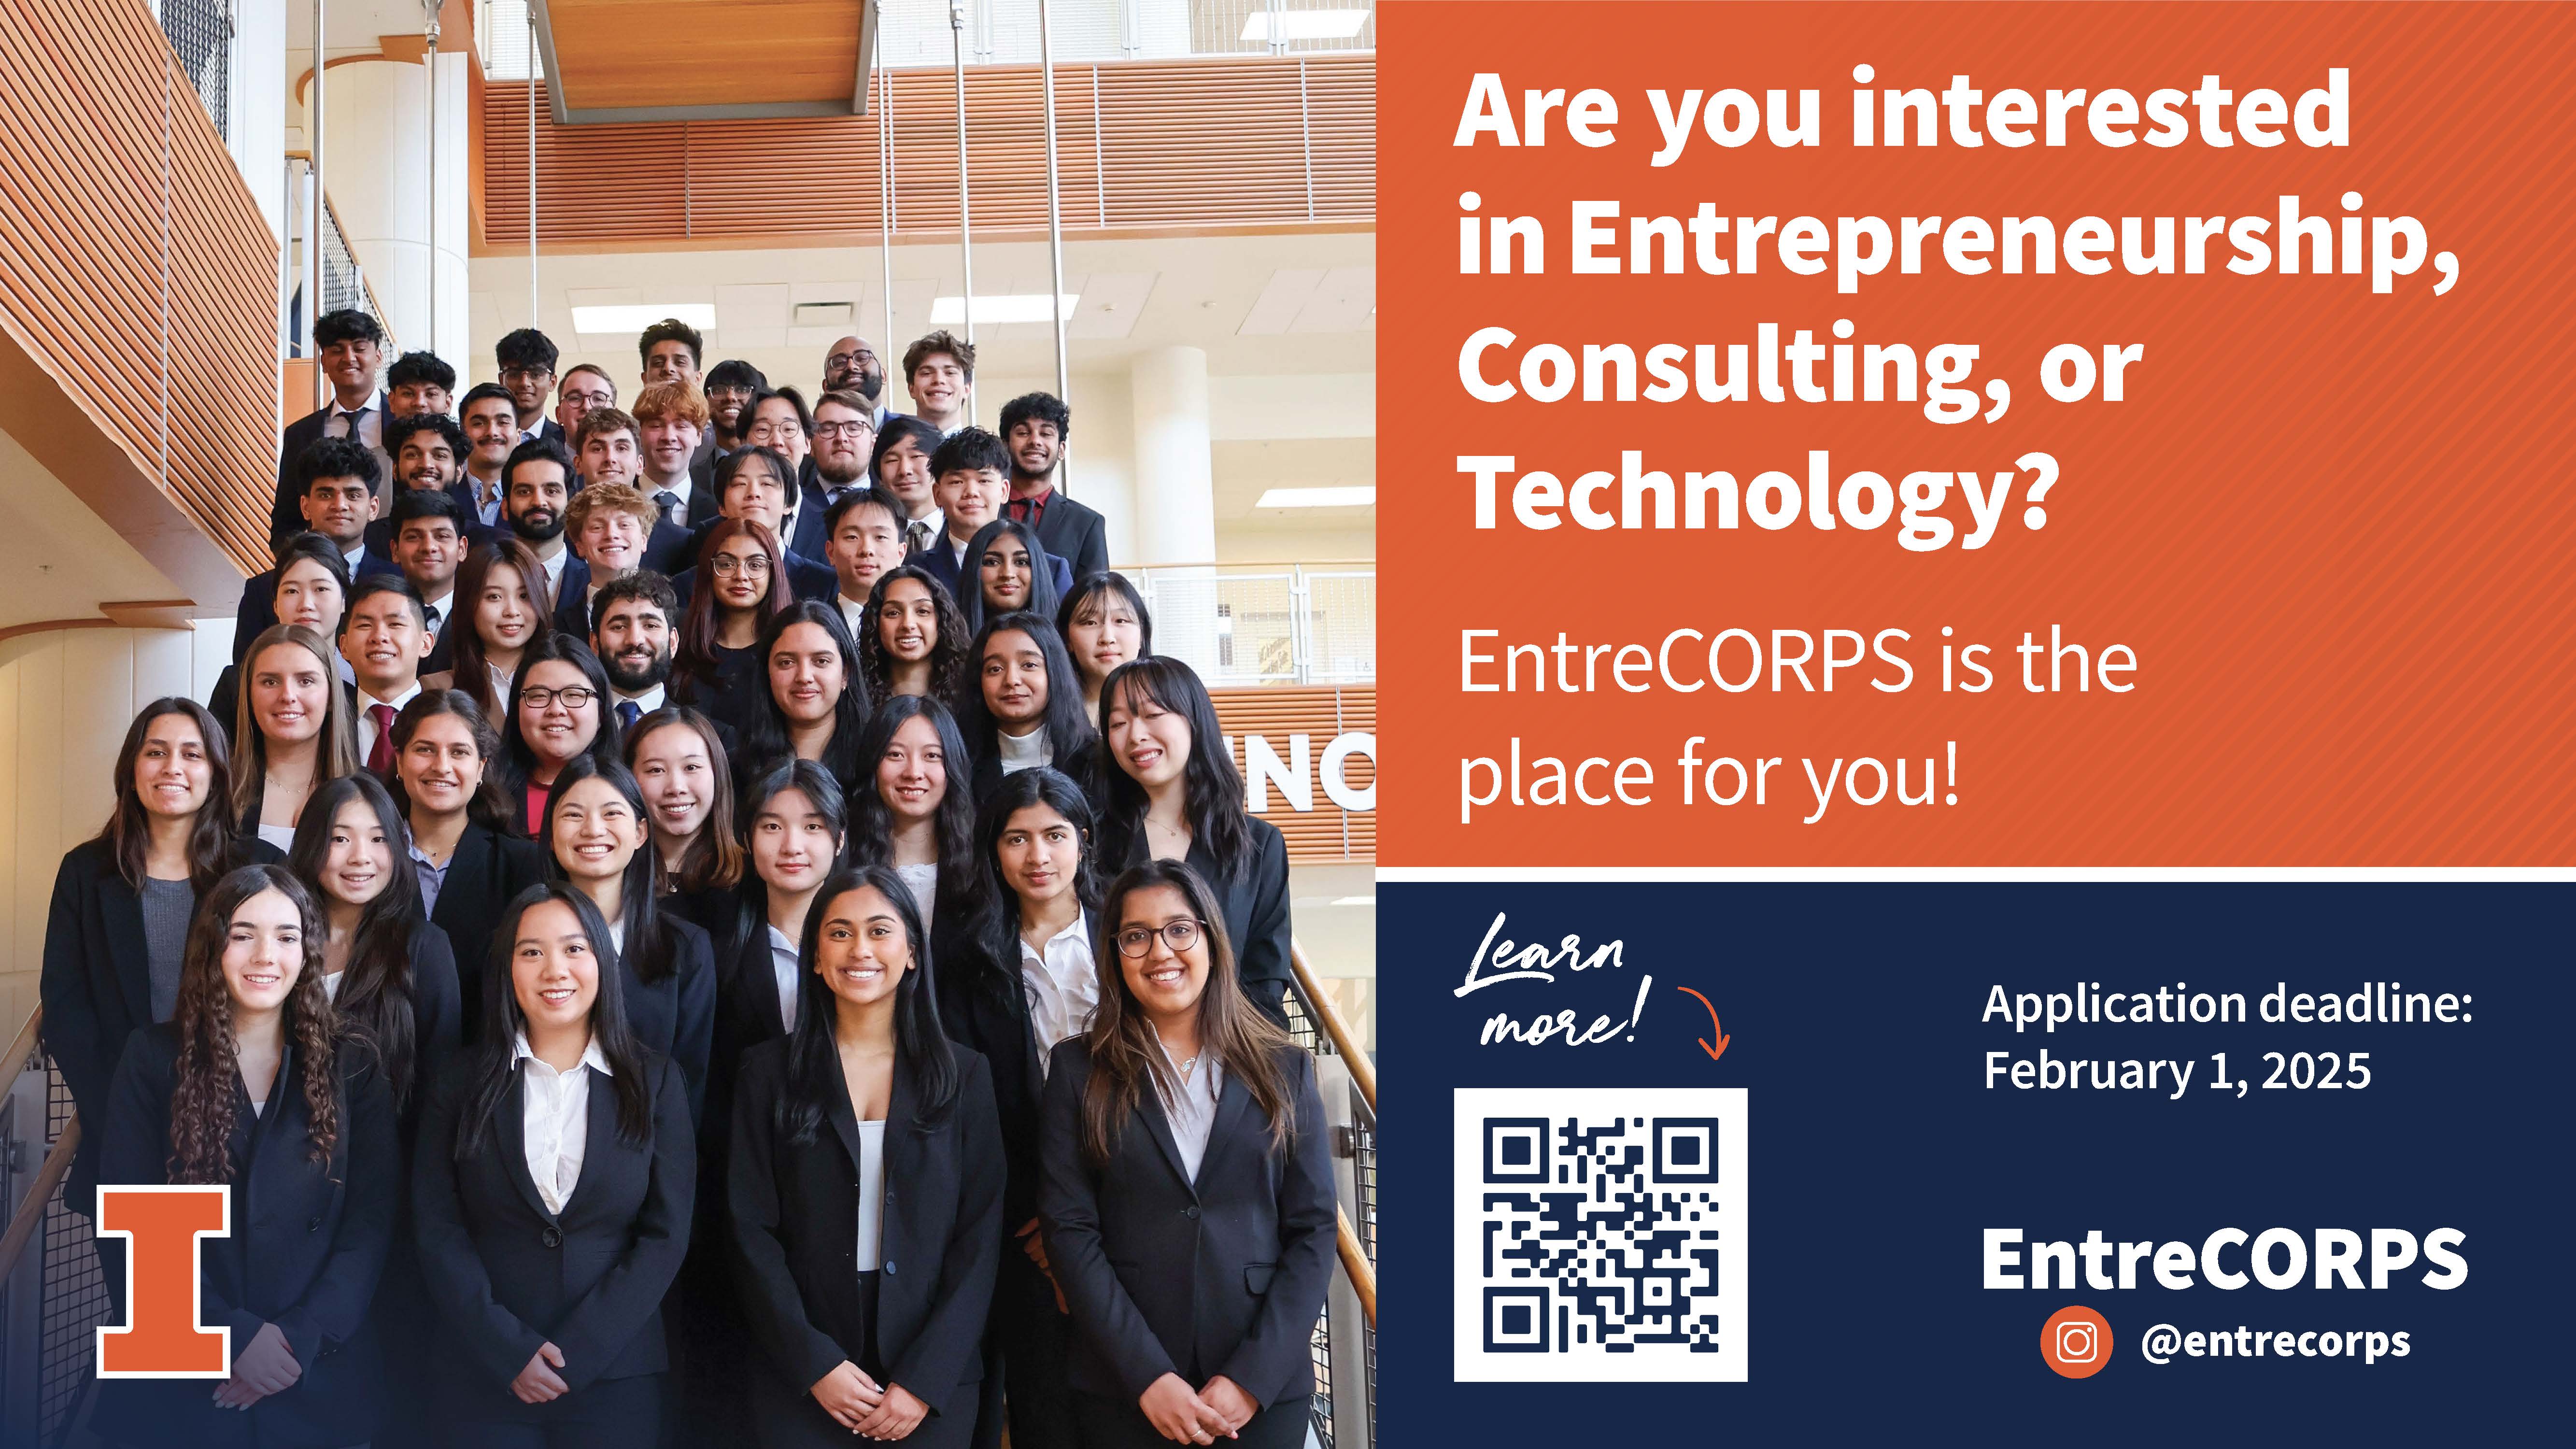 Are you interested
in Entrepreneurship,
Consulting, or
Technology?
EntreCORPS is the
place for you!
NO
Learn
more!
Application deadline:
February 1, 2025
EntreCORPS
@entrecorps
I